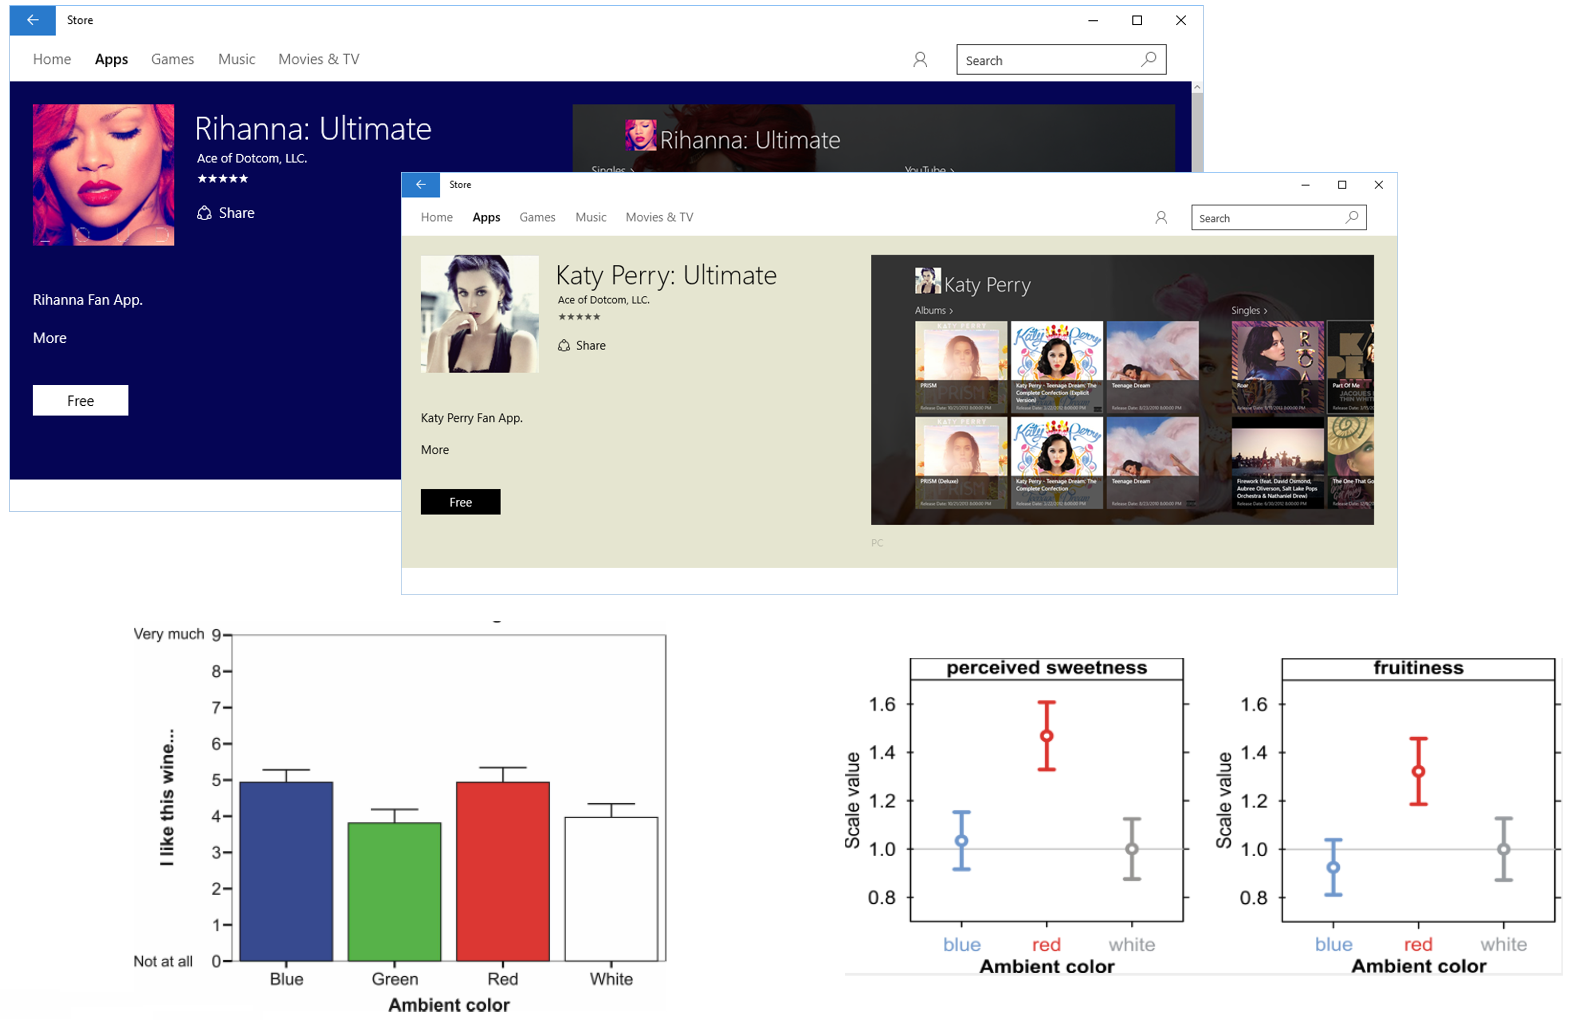 Store
Home Apps Games Music Movies & TV
Search
Rihanna: Ultimate
Ace of Dotcom, LLC.
Share
Rihanna Fan App.
More
Free
Rihanna: Ultimate
Singles
YouTube
Store
Home Apps Games Music Movies & TV
Search
Katy Perry: Ultimate
Ace of Dotcom, LLC.
Share
Katy Perry Fan App.
More
Free
Katy Perry
Albums
Singles
KATY PERRY
PRISM
Katy Perry - Teenage Dream: The
Complete Confection (Explicit
Version)
Teenage Dream
ROAR
Roar
Part Of Me
PRISM (Deluxe)
Katy Perry - Teenage Dream: The
Complete Confection
Teenage Dream
Firework (feat. David Osmond,
Aubree Oliverson, Salt Lake Pops
Orchestra & Nathaniel Drew)
The One That Go
PC
Very much
9
8
7
6
5
4
3
2
1
0
Not at all
I like this wine...
Blue Green Red White
Ambient color
perceived sweetness
1.6
1.4
1.2
1.0
0.8
Scale value
blue red white
Ambient color
fruitiness
1.6
1.4
1.2
1.0
0.8
Scale value
blue red white
Ambient color